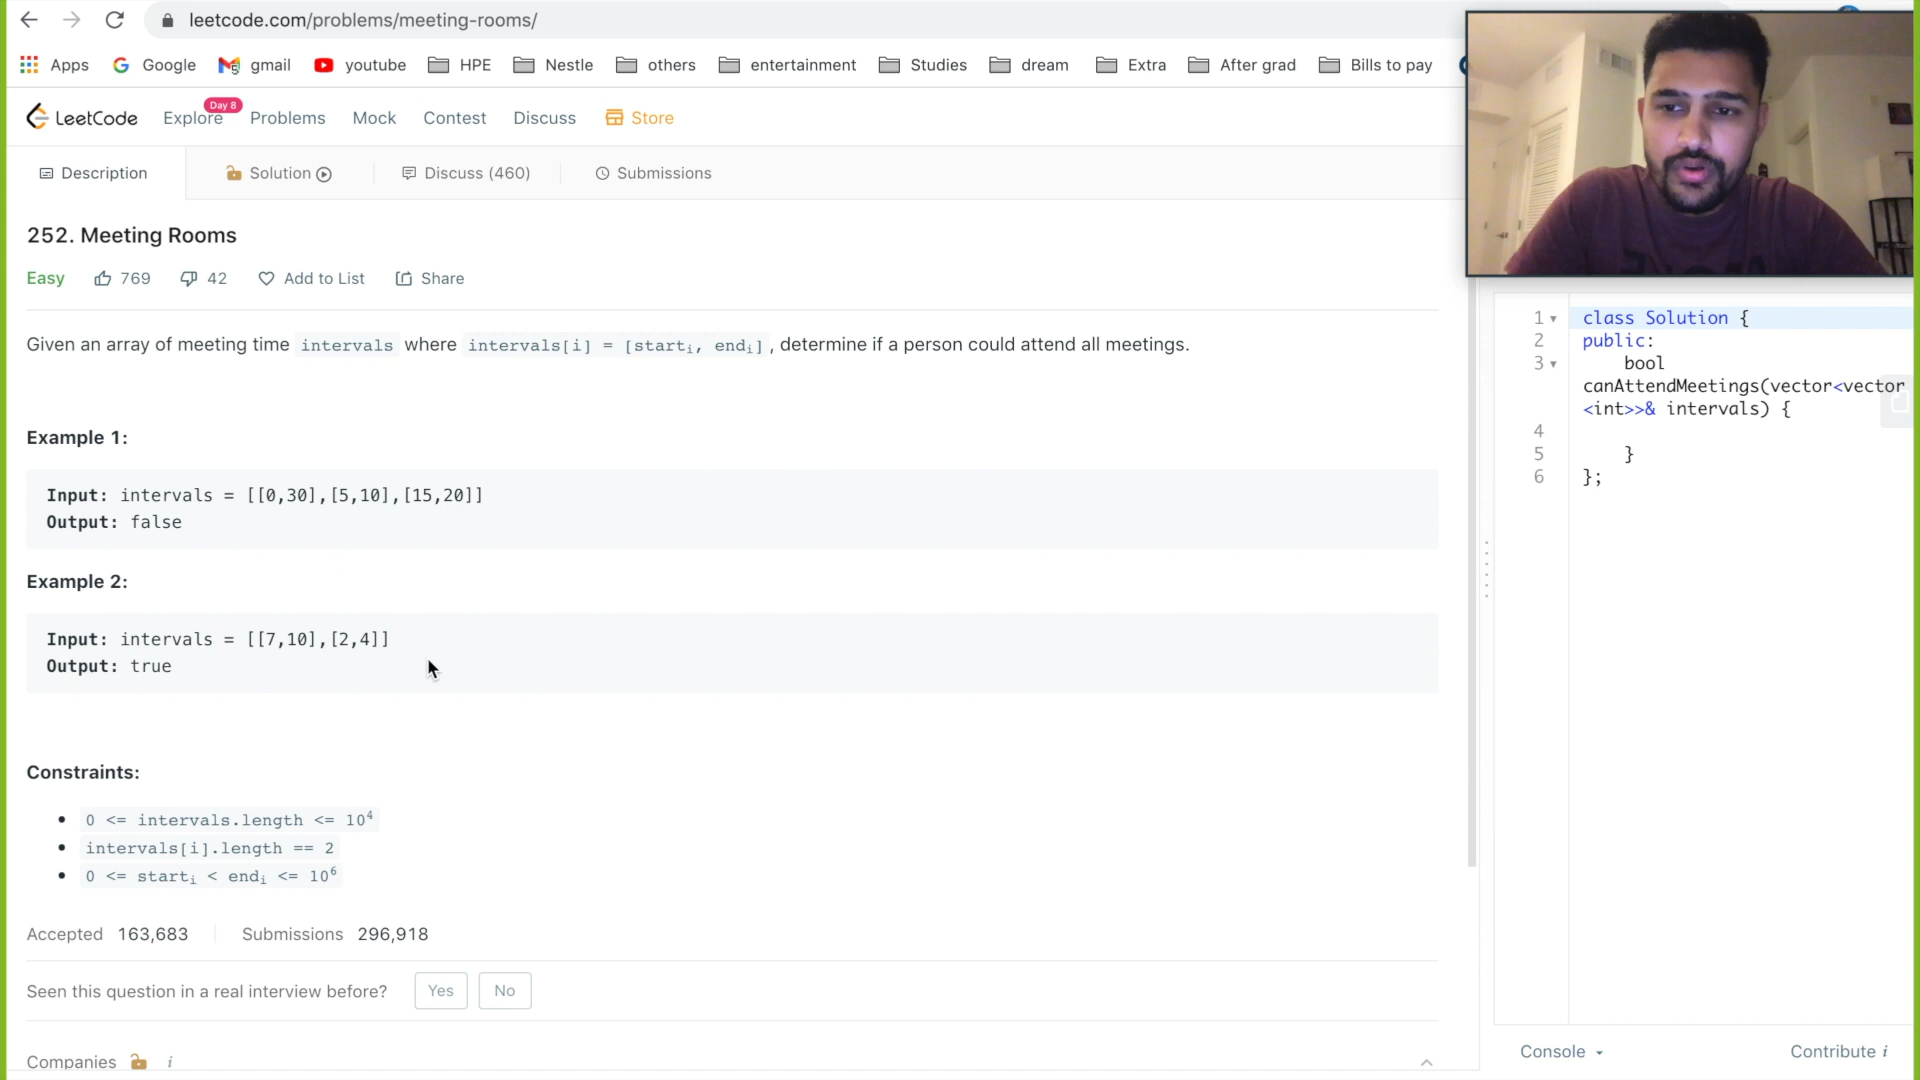 leetcode.com/problems/meeting-rooms/
Apps Google gmail youtube HPE Nestle others entertainment Studies dream Extra After grad Bills to pay
LeetCode Explore Day 8 Problems Mock Contest Discuss Store
Description Solution Discuss (460) Submissions
252. Meeting Rooms
Easy 769 42 Add to List Share
Given an array of meeting time intervals where intervals[i] = [startᵢ, endᵢ], determine if a person could attend all meetings.
Example 1:
Input: intervals = [[0,30],[5,10],[15,20]]
Output: false
Example 2:
Input: intervals = [[7,10],[2,4]]
Output: true
Constraints:
• 0 <= intervals.length <= 10⁴
• intervals[i].length == 2
• 0 <= startᵢ < endᵢ <= 10⁶
Accepted 163,683 Submissions 296,918
Seen this question in a real interview before? Yes No
Companies i
1 class Solution {
2 public:
3 bool
canAttendMeetings(vector<vector
<int>>& intervals) {
4
5 }
6 };
Console Contribute i